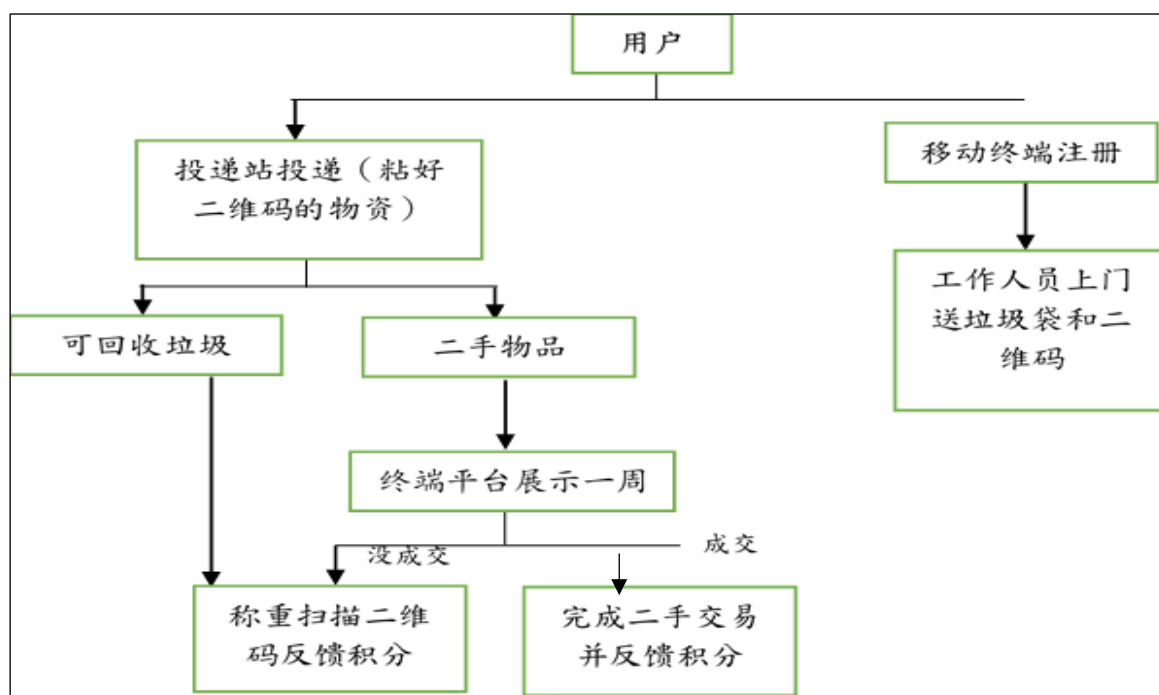 用户
投递站投递（粘好
二维码的物资）
移动终端注册
工作人员上门
送垃圾袋和二
维码
可回收垃圾
二手物品
终端平台展示一周
没成交
成交
称重扫描二维
码反馈积分
完成二手交易
并反馈积分